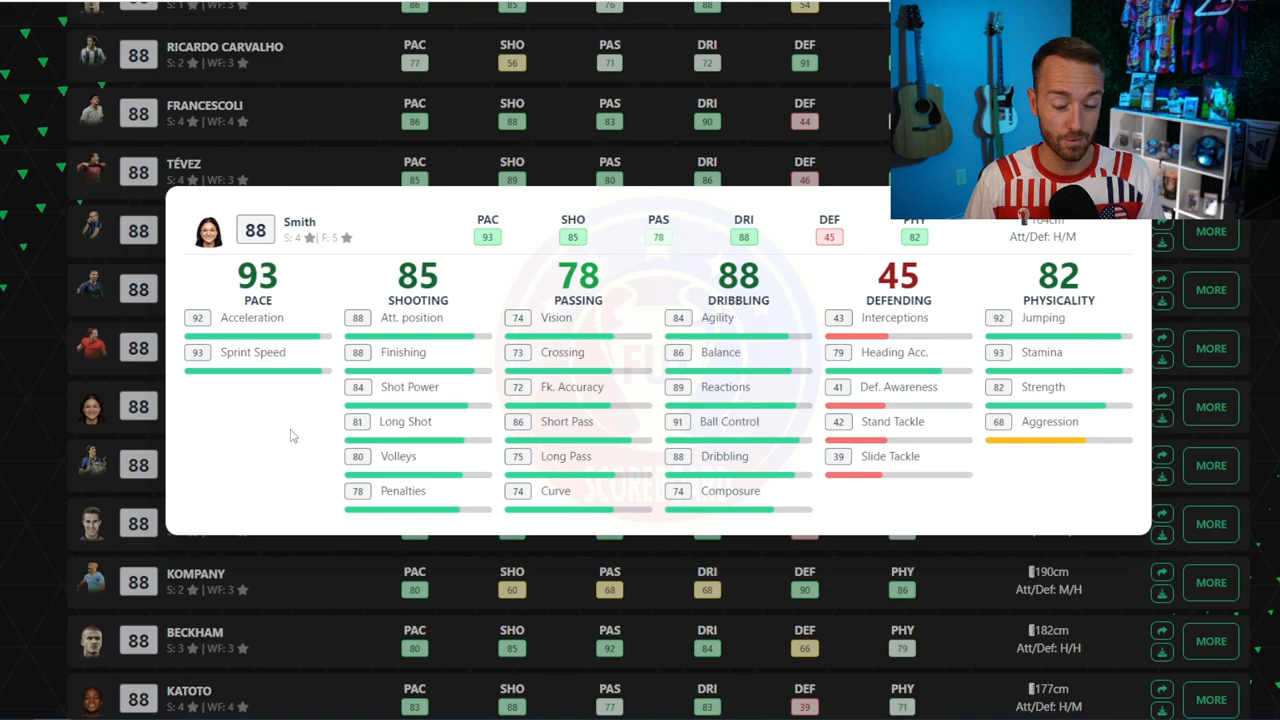 S: 1 | WF: 3 86 85 76 88 54
RICARDO CARVALHO PAC SHO PAS DRI DEF
88 S: 2 | WF: 3 77 56 71 72 91
FRANCESCOLI PAC SHO PAS DRI DEF
88 S: 4 | WF: 4 86 88 83 90 44
TÉVEZ PAC SHO PAS DRI DEF
88 S: 4 | WF: 3 85 89 80 86 46
88 Smith PAC SHO PAS DRI DEF PHY
S: 4 | F: 5 93 85 78 88 45 82
Att/Def: H/M
93 85 78 88 45 82
PACE SHOOTING PASSING DRIBBLING DEFENDING PHYSICALITY
92 Acceleration 88 Att. position 74 Vision 84 Agility 43 Interceptions 92 Jumping
93 Sprint Speed 88 Finishing 73 Crossing 86 Balance 79 Heading Acc. 93 Stamina
84 Shot Power 72 Fk. Accuracy 89 Reactions 41 Def. Awareness 82 Strength
81 Long Shot 86 Short Pass 91 Ball Control 42 Stand Tackle 68 Aggression
80 Volleys 75 Long Pass 88 Dribbling 39 Slide Tackle
78 Penalties 74 Curve 74 Composure
88 MORE
88 MORE
88 MORE
88 MORE
88 MORE
88 MORE
KOMPANY PAC SHO PAS DRI DEF PHY 190cm
88 S: 2 | WF: 3 80 60 68 68 90 86 Att/Def: M/H MORE
BECKHAM PAC SHO PAS DRI DEF PHY 182cm
88 S: 3 | WF: 3 80 85 92 84 66 79 Att/Def: H/H MORE
KATOTO PAC SHO PAS DRI DEF PHY 177cm
88 S: 4 | WF: 4 83 88 77 83 39 71 Att/Def: H/M MORE